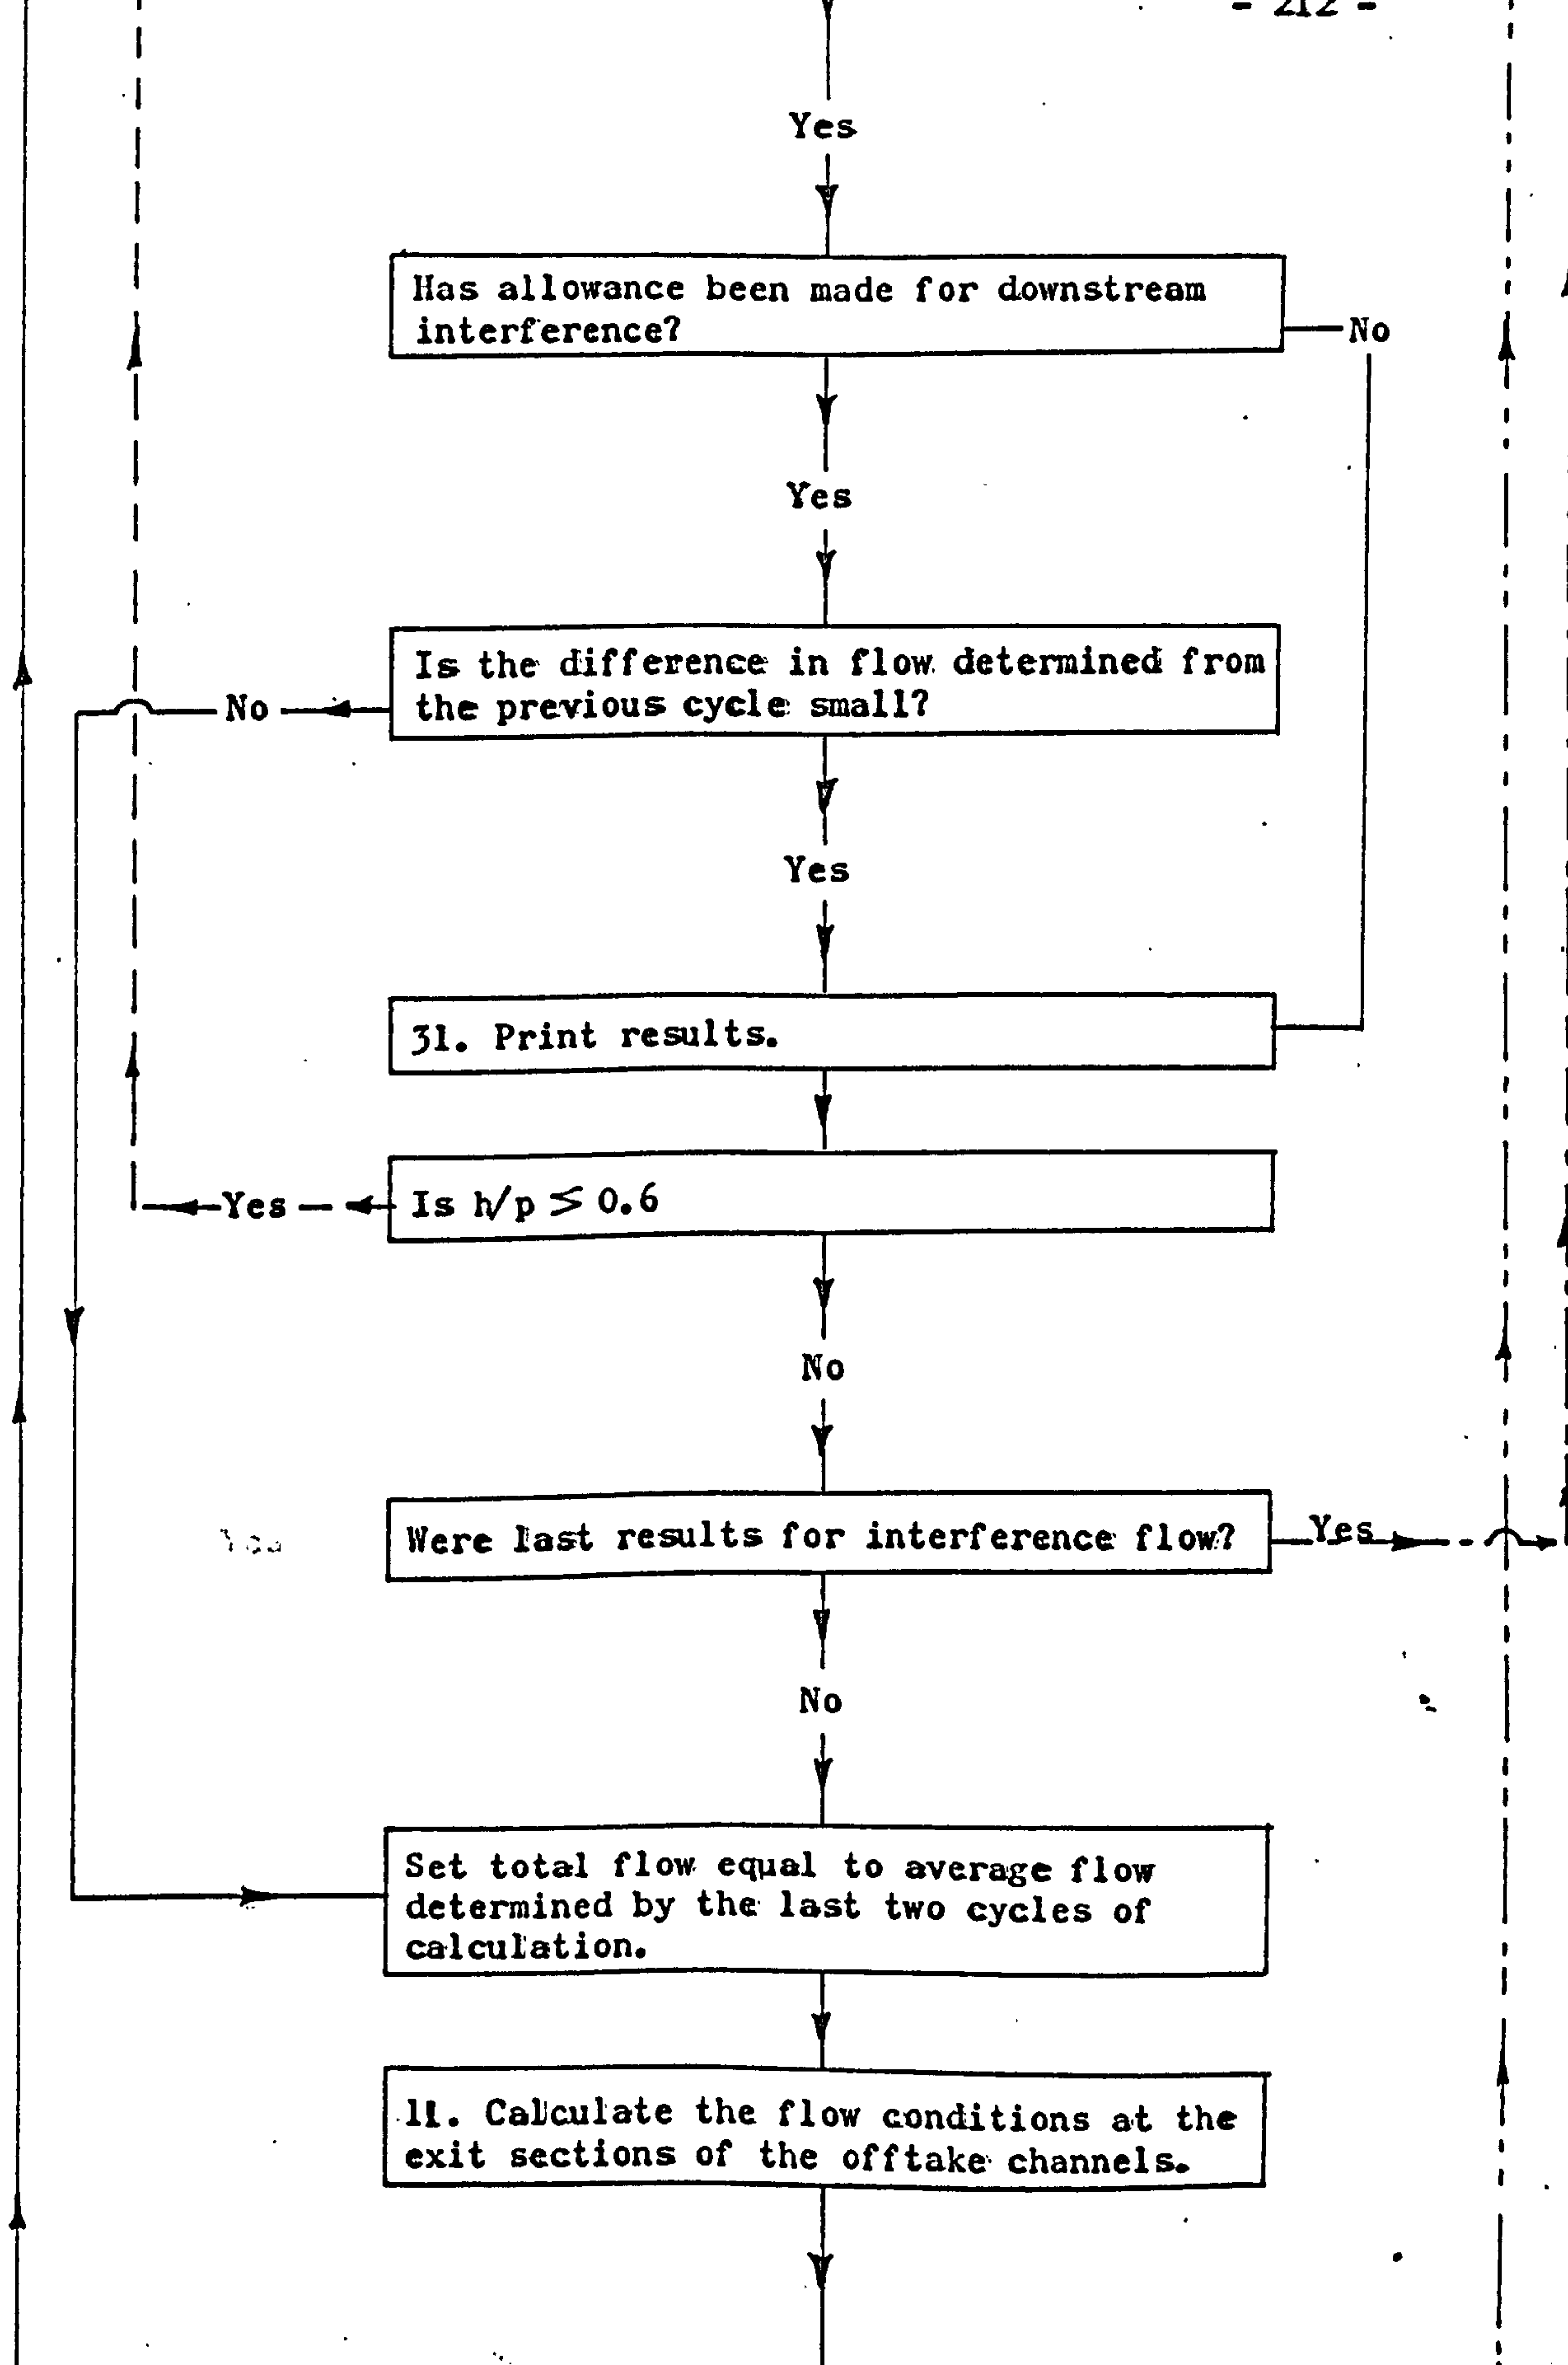 - 212 -
Yes
Has allowance been made for downstream
interference?
No
Yes
Is the difference in flow determined from
the previous cycle small?
No
Yes
31. Print results.
Is h/p ≤ 0.6
Yes
No
Were last results for interference flow?
Yes
No
Set total flow equal to average flow
determined by the last two cycles of
calculation.
11. Calculate the flow conditions at the
exit sections of the offtake channels.